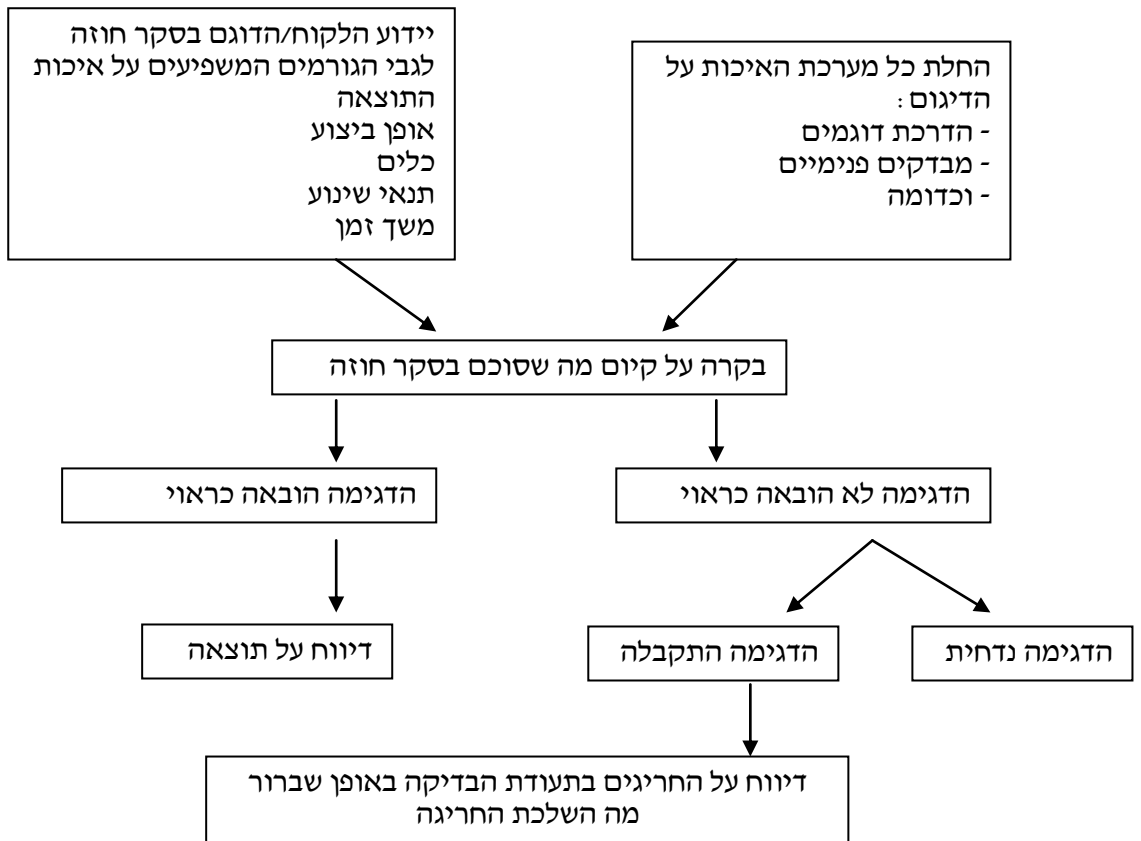 יידוע הלקוח/הדוגם בסקר חוזה
לגבי הגורמים המשפיעים על איכות
התוצאה
אופן ביצוע
כלים
תנאי שינוע
משך זמן
החלת כל מערכת האיכות על
הדיגום :
- הדרכת דוגמים
- מבדקים פנימיים
- וכדומה
בקרה על קיום מה שסוכם בסקר חוזה
הדגימה לא הובאה כראוי
הדגימה הובאה כראוי
הדגימה נדחית
הדגימה התקבלה
דיווח על תוצאה
דיווח על החריגים בתעודת הבדיקה באופן שברור
מה השלכת החריגה